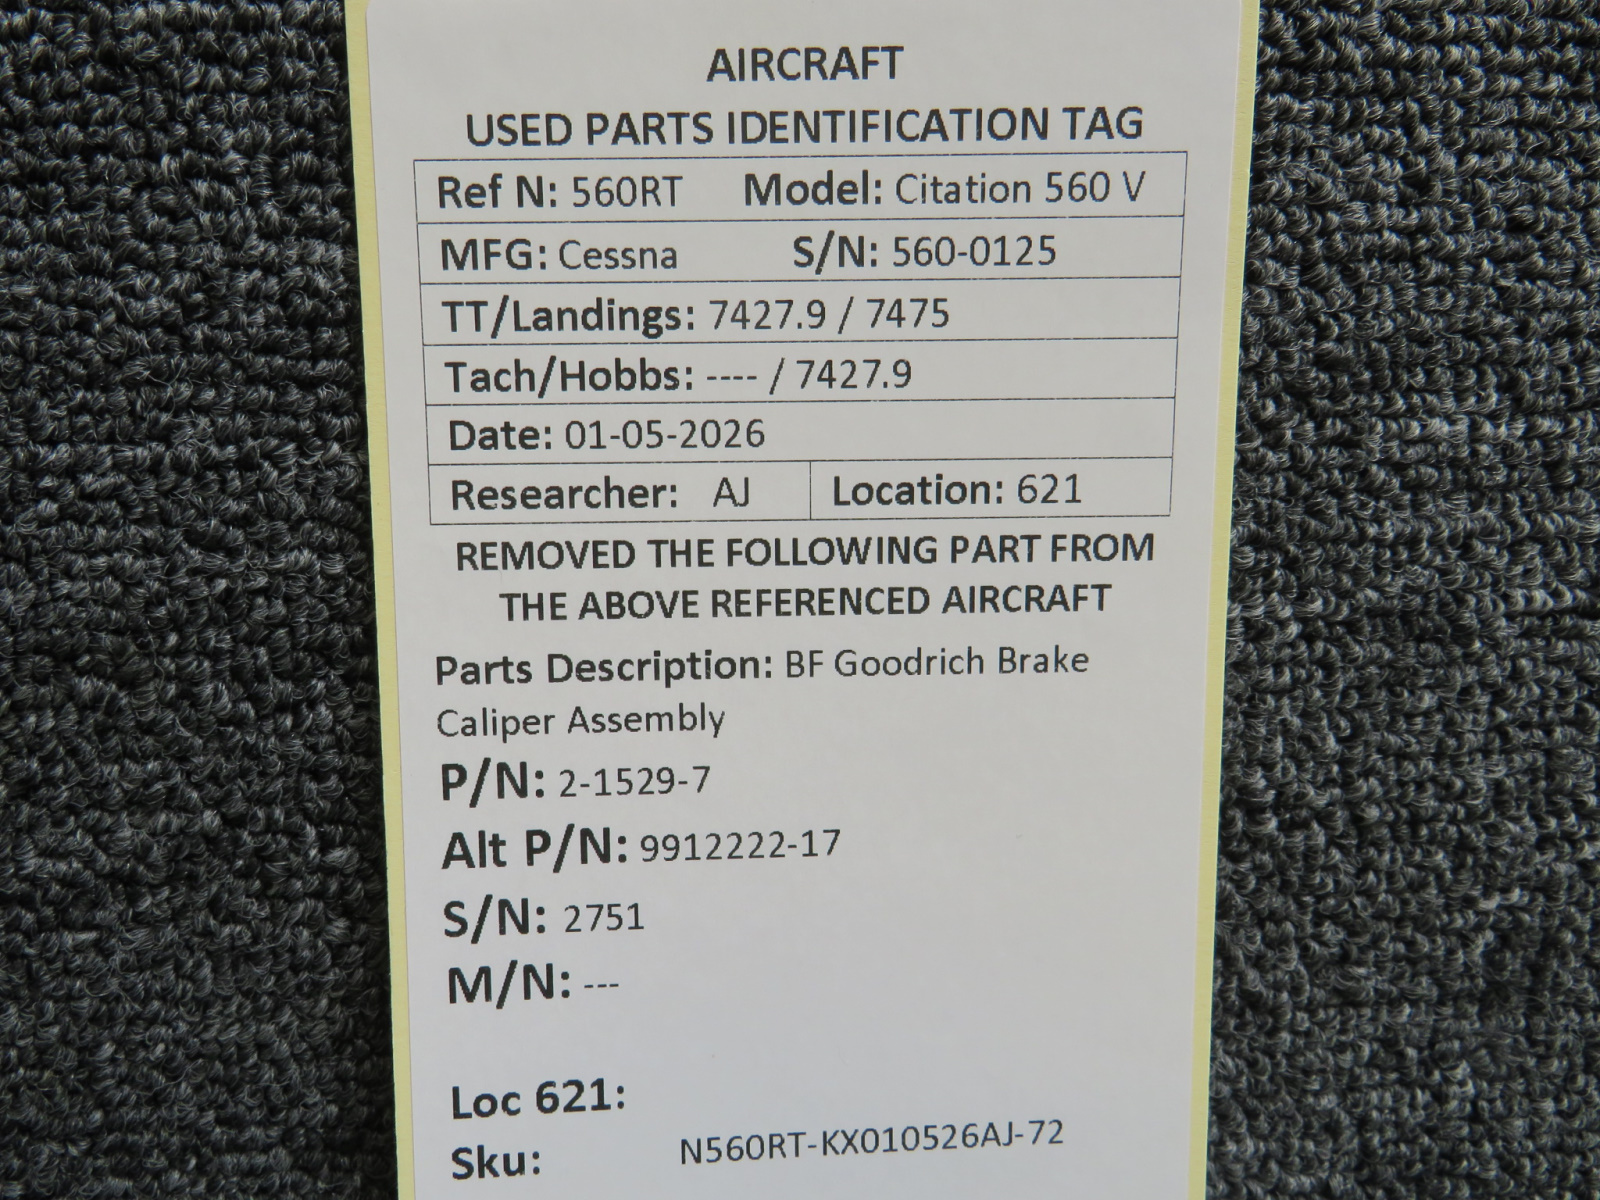 AIRCRAFT
USED PARTS IDENTIFICATION TAG
Ref N: 560RT Model: Citation 560 V
MFG: Cessna S/N: 560-0125
TT/Landings: 7427.9 / 7475
Tach/Hobbs: ---- / 7427.9
Date: 01-05-2026
Researcher: AJ Location: 621
REMOVED THE FOLLOWING PART FROM
THE ABOVE REFERENCED AIRCRAFT
Parts Description: BF Goodrich Brake
Caliper Assembly
P/N: 2-1529-7
Alt P/N: 9912222-17
S/N: 2751
M/N: ---
Loc 621:
Sku: N560RT-KX010526AJ-72